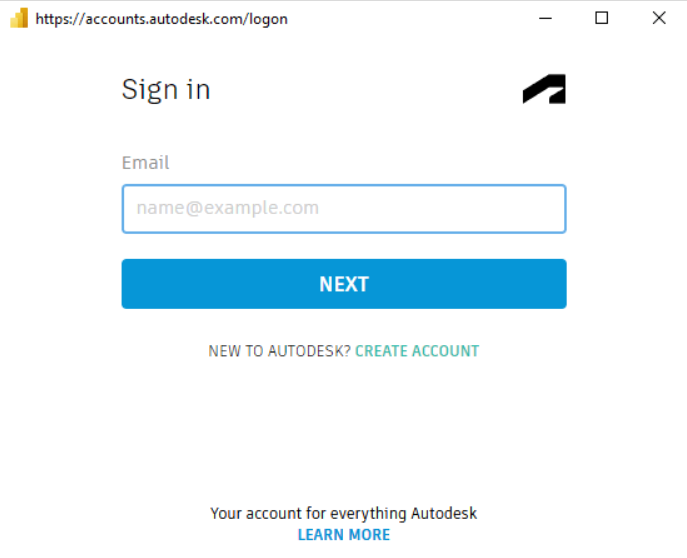 https://accounts.autodesk.com/logon
Sign in
Email
name@example.com
NEXT
NEW TO AUTODESK? CREATE ACCOUNT
Your account for everything Autodesk
LEARN MORE